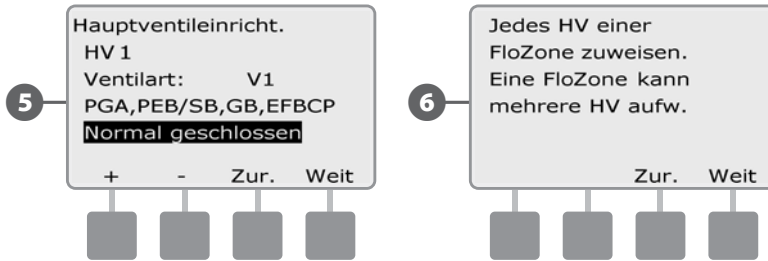 5
Hauptventileinricht.
HV 1
Ventilart: V1
PGA,PEB/SB,GB,EFBCP
Normal geschlossen
+ - Zur. Weit
6
Jedes HV einer
FloZone zuweisen.
Eine FloZone kann
mehrere HV aufw.
Zur. Weit